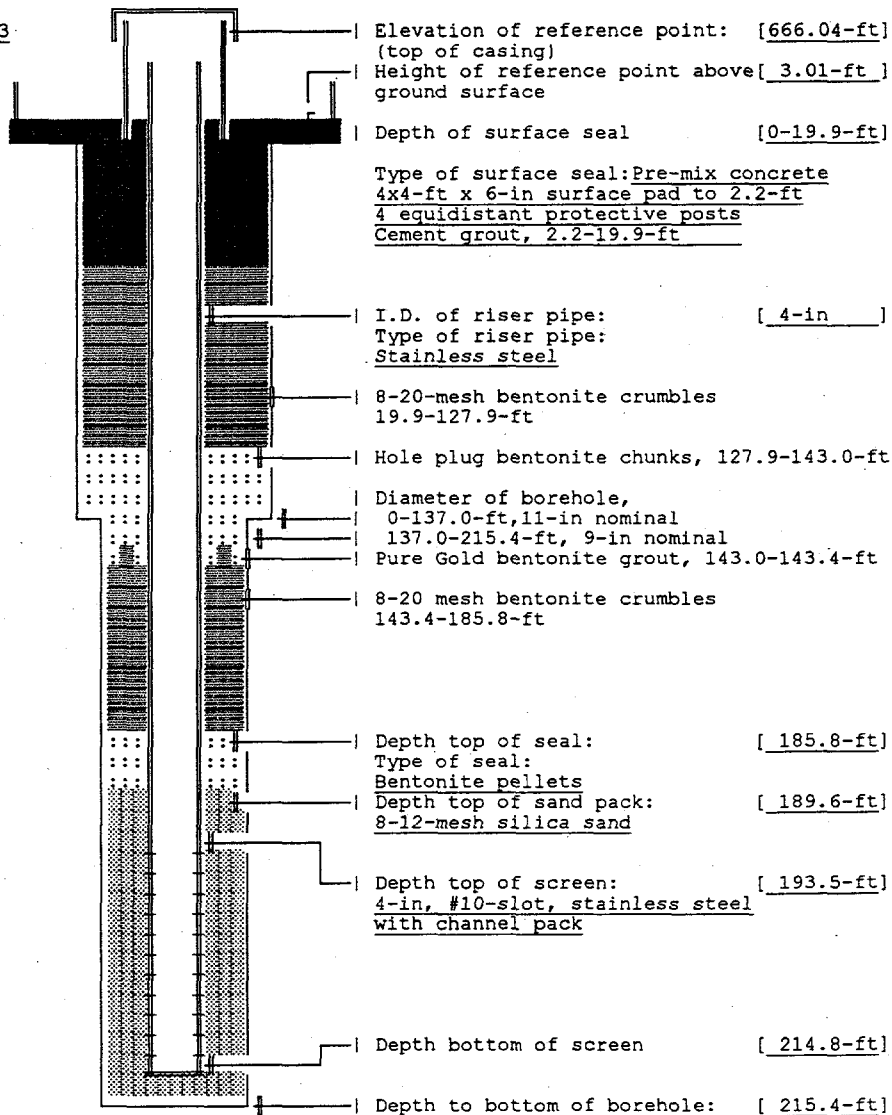 3
Elevation of reference point: [666.04-ft]
(top of casing)
Height of reference point above[ 3.01-ft ]
ground surface
Depth of surface seal [0-19.9-ft]
Type of surface seal:Pre-mix concrete
4x4-ft x 6-in surface pad to 2.2-ft
4 equidistant protective posts
Cement grout, 2.2-19.9-ft
I.D. of riser pipe: [ 4-in ]
Type of riser pipe:
Stainless steel
8-20-mesh bentonite crumbles
19.9-127.9-ft
Hole plug bentonite chunks, 127.9-143.0-ft
Diameter of borehole,
0-137.0-ft,11-in nominal
137.0-215.4-ft, 9-in nominal
Pure Gold bentonite grout, 143.0-143.4-ft
8-20 mesh bentonite crumbles
143.4-185.8-ft
Depth top of seal: [ 185.8-ft]
Type of seal:
Bentonite pellets
Depth top of sand pack: [ 189.6-ft]
8-12-mesh silica sand
Depth top of screen: [ 193.5-ft]
4-in, #10-slot, stainless steel
with channel pack
Depth bottom of screen [ 214.8-ft]
Depth to bottom of borehole: [ 215.4-ft]